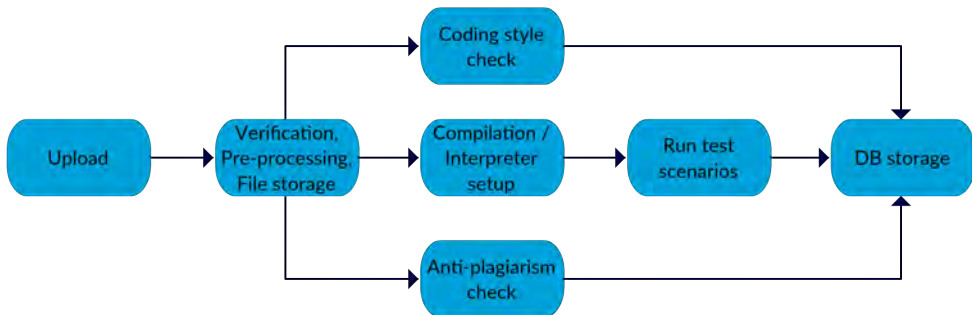 Coding style
check
Upload
Verification,
Pre-processing,
File storage
Compilation /
Interpreter
setup
Run test
scenarios
DB storage
Anti-plagiarism
check